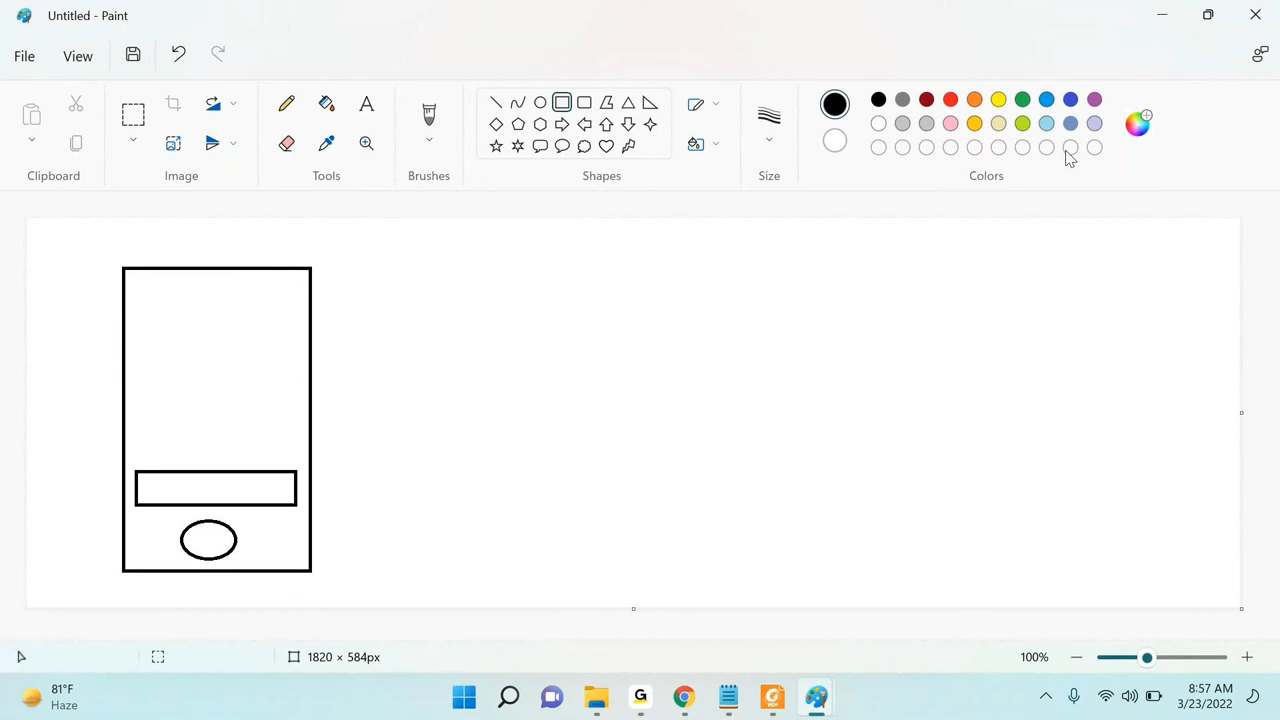 Untitled - Paint
File
View
Clipboard
Image
Tools
Brushes
Shapes
Size
Colors
1820 × 584px
100%
81°F
Haze
G
8:57 AM
3/23/2022